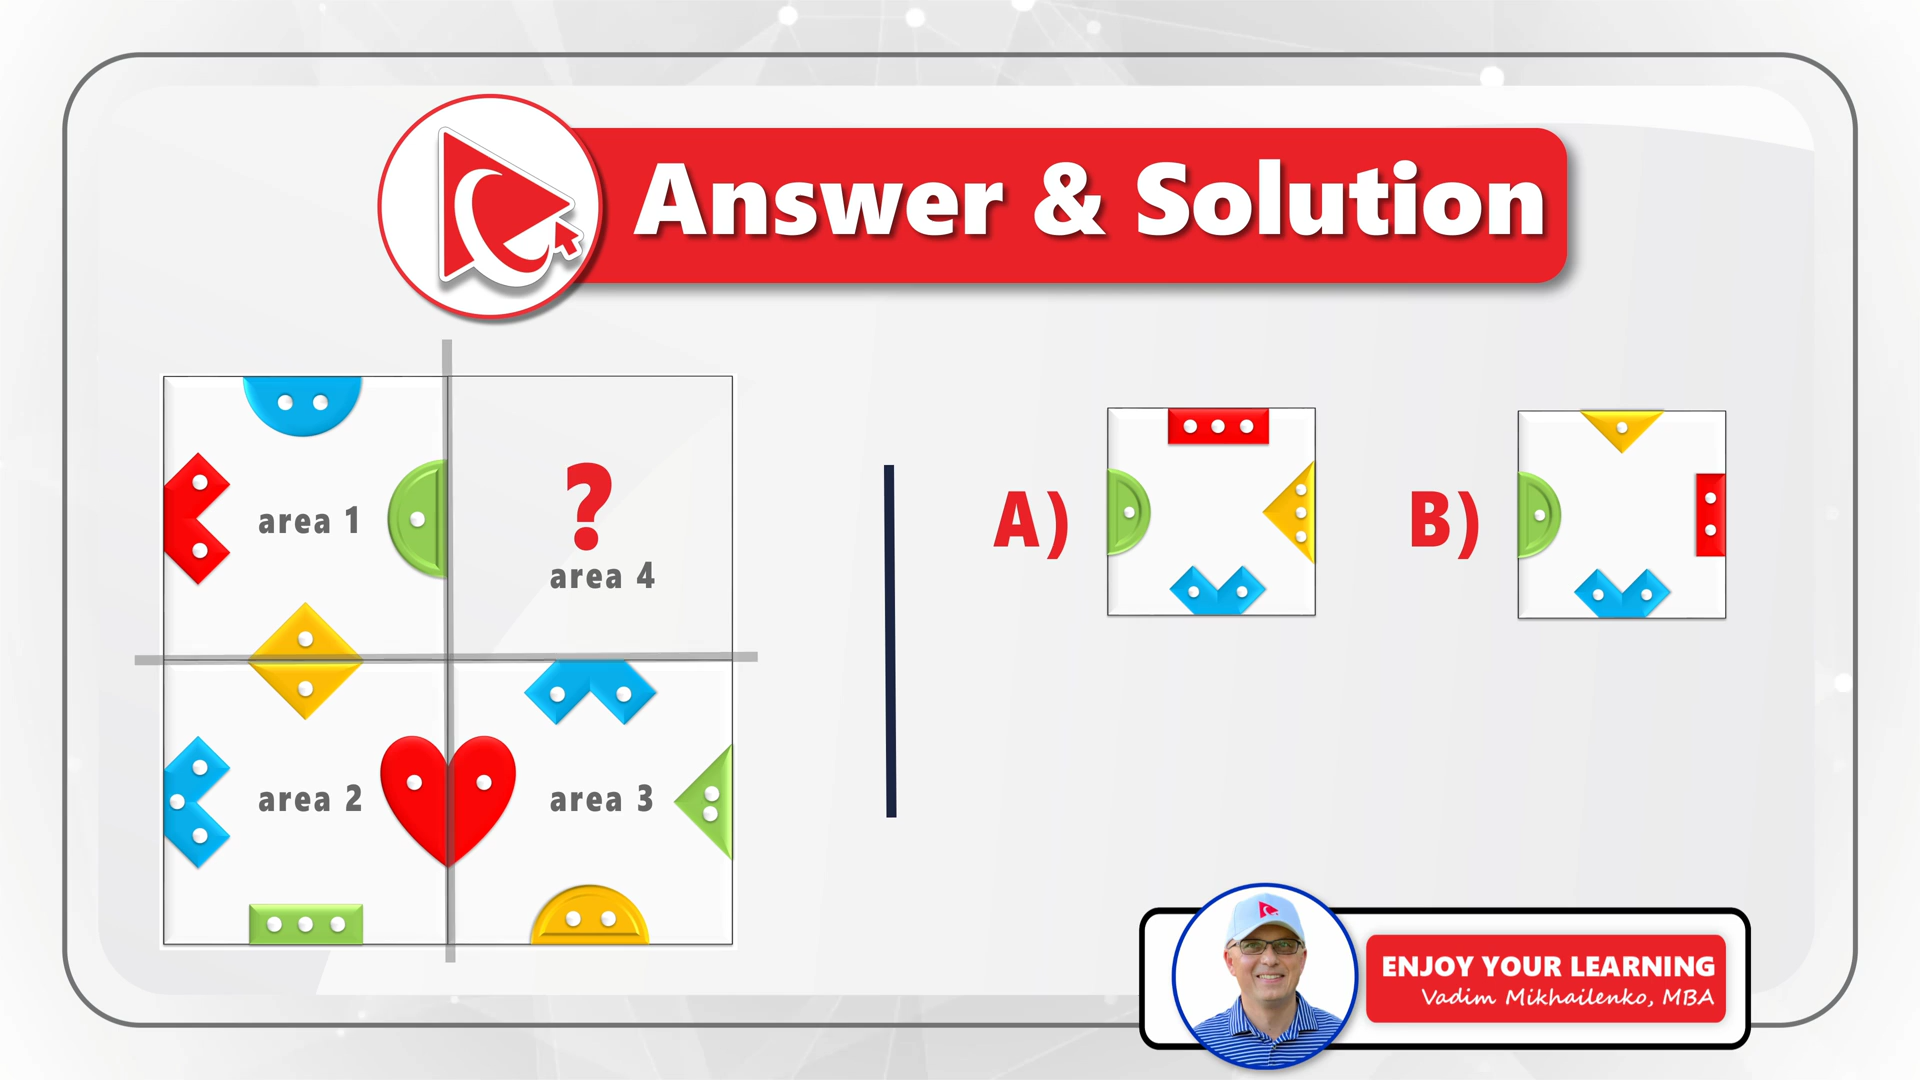 Answer & Solution
area 1
?
area 4
area 2
area 3
A)
B)
ENJOY YOUR LEARNING
Vadim Mikhailenko, MBA